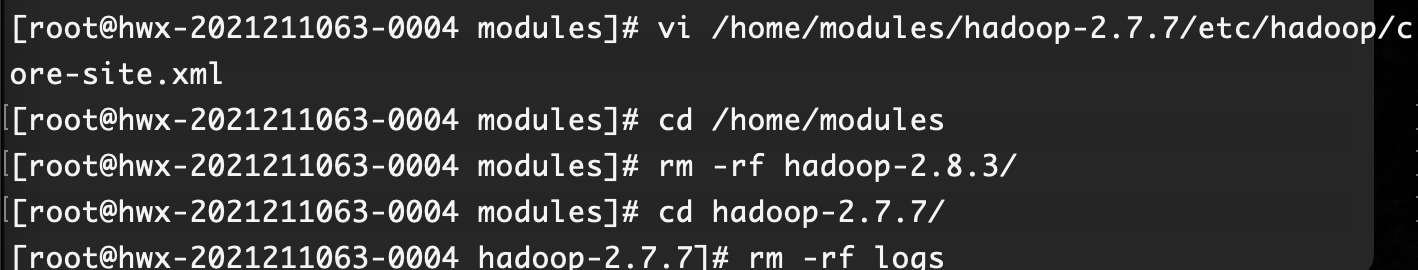 [root@hwx-2021211063-0004 modules]# vi /home/modules/hadoop-2.7.7/etc/hadoop/c
ore-site.xml
[[root@hwx-2021211063-0004 modules]# cd /home/modules
[[root@hwx-2021211063-0004 modules]# rm -rf hadoop-2.8.3/
[[root@hwx-2021211063-0004 modules]# cd hadoop-2.7.7/
[root@hwx-2021211063-0004 hadoop-2.7.7]# rm -rf logs